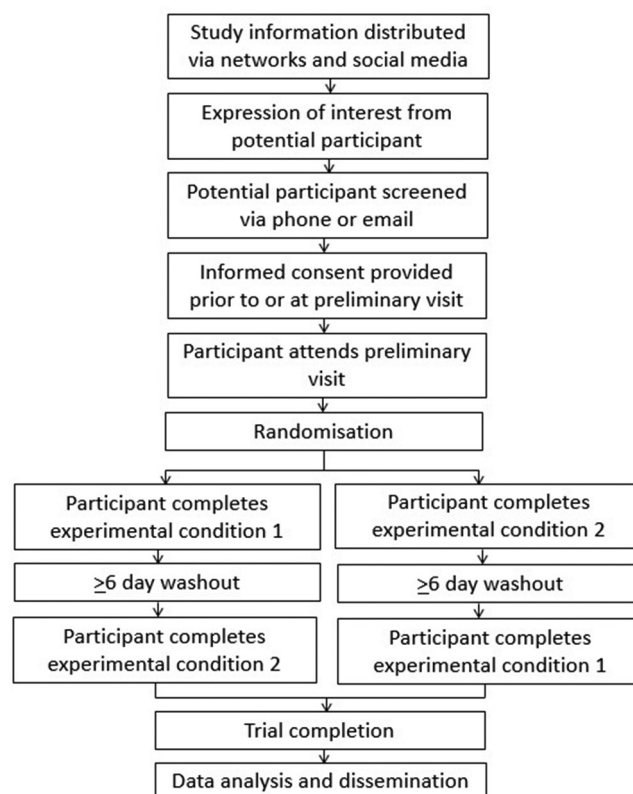 Study information distributed
via networks and social media
Expression of interest from
potential participant
Potential participant screened
via phone or email
Informed consent provided
prior to or at preliminary visit
Participant attends preliminary
visit
Randomisation
Participant completes
experimental condition 1
≥6 day washout
Participant completes
experimental condition 2
Participant completes
experimental condition 2
≥6 day washout
Participant completes
experimental condition 1
Trial completion
Data analysis and dissemination